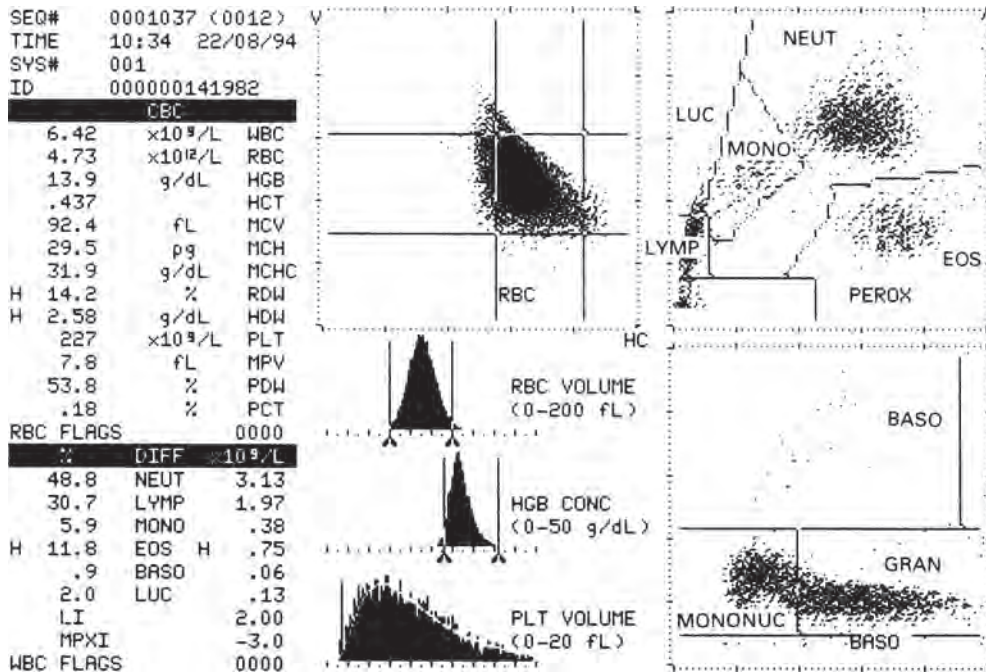 SEQ# 0001037 (0012)
TIME 10:34 22/08/94
SYS# 001
ID 000000141982
CBC
6.42 x10⁹/L WBC
4.73 x10¹²/L RBC
13.9 g/dL HGB
.437 HCT
92.4 fL MCV
29.5 pg MCH
31.9 g/dL MCHC
H 14.2 % RDW
H 2.58 g/dL HDW
227 x10⁹/L PLT
7.8 fL MPV
53.8 % PDW
.18 % PCT
RBC FLAGS 0000
% DIFF x10⁹/L
48.8 NEUT 3.13
30.7 LYMP 1.97
5.9 MONO .38
H 11.8 EOS H .75
.9 BASO .06
2.0 LUC .13
LI 2.00
MPXI -3.0
WBC FLAGS 0000
V
RBC
HC
RBC VOLUME
(0-200 fL)
HGB CONC
(0-50 g/dL)
PLT VOLUME
(0-20 fL)
NEUT
LUC
MONO
LYMP
EOS
PEROX
BASO
GRAN
MONONUC
BASO